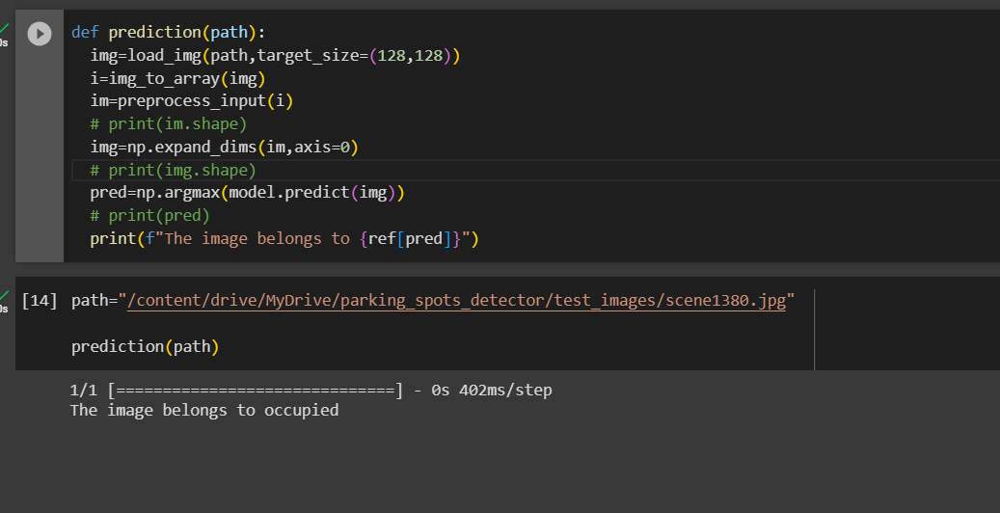 def prediction(path):
img=load_img(path,target_size=(128,128))
i=img_to_array(img)
im=preprocess_input(i)
# print(im.shape)
img=np.expand_dims(im,axis=0)
# print(img.shape)
pred=np.argmax(model.predict(img))
# print(pred)
print(f"The image belongs to {ref[pred]}")
[14] path="/content/drive/MyDrive/parking_spots_detector/test_images/scene1380.jpg"
prediction(path)
1/1 [==============================] - 0s 402ms/step
The image belongs to occupied